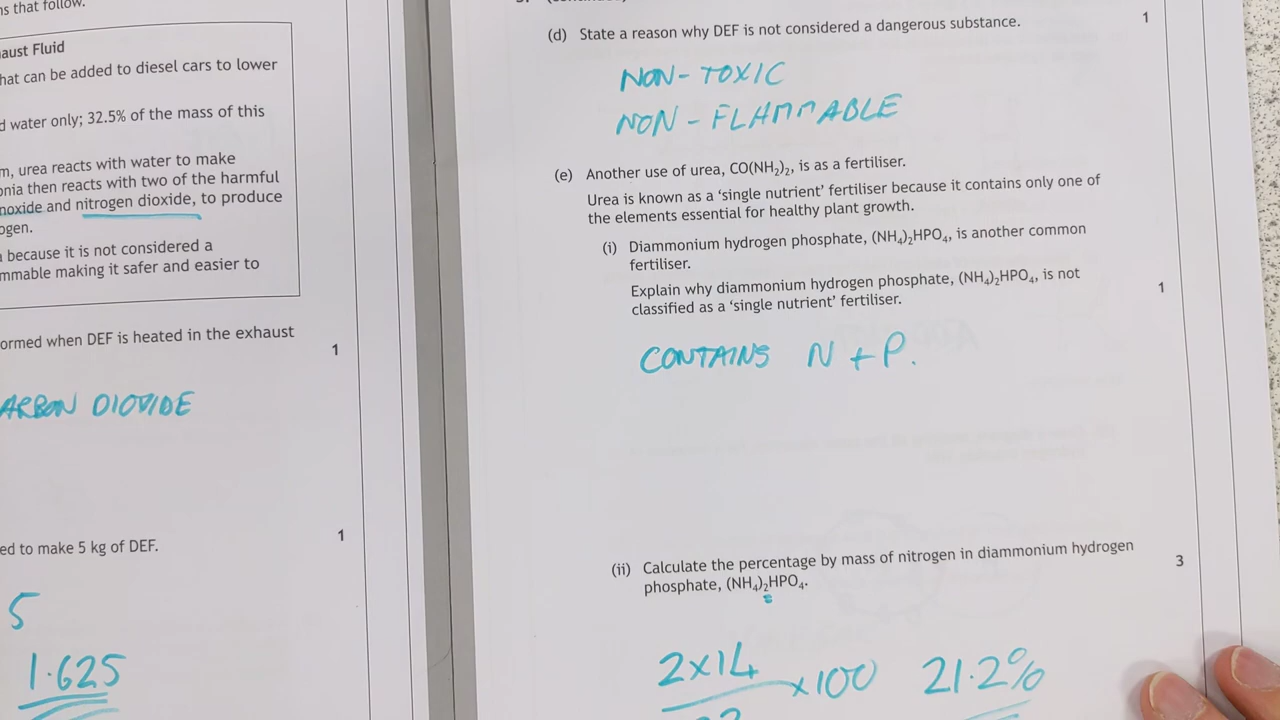 ns that follow.
aust Fluid
hat can be added to diesel cars to lower
d water only; 32.5% of the mass of this
m, urea reacts with water to make
onia then reacts with two of the harmful
noxide and nitrogen dioxide, to produce
ogen.
because it is not considered a
mmable making it safer and easier to
ormed when DEF is heated in the exhaust
1
ARBON DIOXIDE
ed to make 5 kg of DEF.
1
5
1.625
(d) State a reason why DEF is not considered a dangerous substance.
1
NON-TOXIC
NON-FLAMMABLE
(e) Another use of urea, CO(NH₂)₂, is as a fertiliser.
Urea is known as a ‘single nutrient’ fertiliser because it contains only one of
the elements essential for healthy plant growth.
(i) Diammonium hydrogen phosphate, (NH₄)₂HPO₄, is another common
fertiliser.
Explain why diammonium hydrogen phosphate, (NH₄)₂HPO₄, is not
classified as a ‘single nutrient’ fertiliser.
1
CONTAINS N + P.
(ii) Calculate the percentage by mass of nitrogen in diammonium hydrogen
phosphate, (NH₄)₂HPO₄.
3
2×14 ×100 21.2%